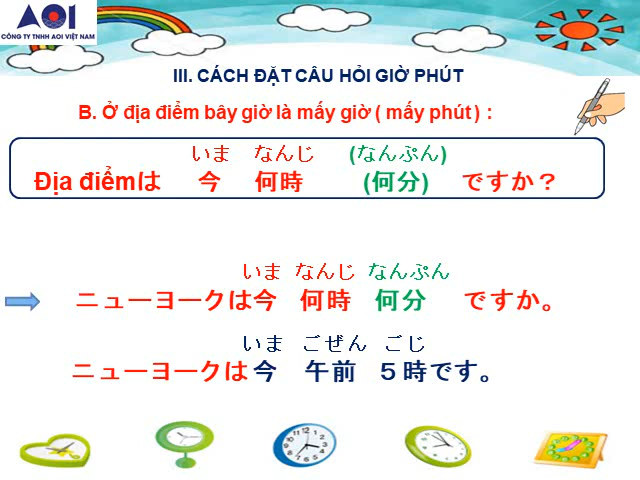 AOI
CÔNG TY TNHH AOI VIỆT NAM
III. CÁCH ĐẶT CÂU HỎI GIỜ PHÚT
B. Ở địa điểm bây giờ là mấy giờ ( mấy phút ) :
いま なんじ (なんぷん)
Địa điểmは 今 何時 (何分) ですか？
いま なんじ なんぷん
ニューヨークは今 何時 何分 ですか。
いま ごぜん ごじ
ニューヨークは 今 午前 ５時です。